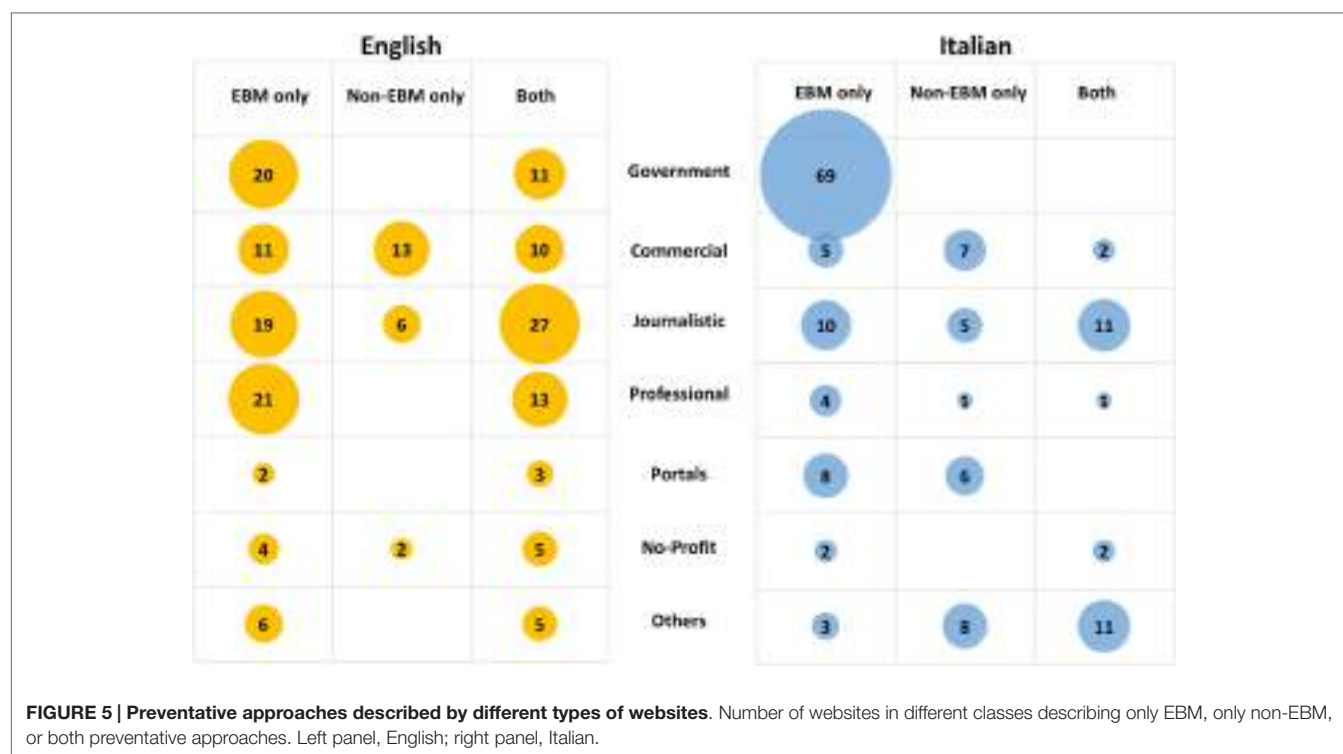 English Italian
EBM only Non-EBM only Both EBM only Non-EBM only Both
20 11 Government 69
11 13 10 Commercial 5 7 2
19 6 27 Journalistic 10 5 11
21 13 Professional 4 1 1
2 3 Portals 8 6
4 2 5 No-Profit 2 2
6 5 Others 3 8 11
FIGURE 5 | Preventative approaches described by different types of websites. Number of websites in different classes describing only EBM, only non-EBM,
or both preventative approaches. Left panel, English; right panel, Italian.